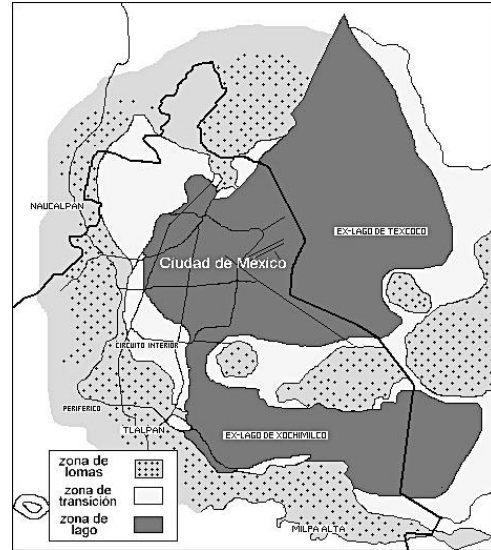 NAUCALPAN
EX-LAGO DE TEXCOCO
Ciudad de Mexico
CIRCUITO INTERIOR
PERIFERICO
TLALPAN
EX-LAGO DE XOCHIMILCO
MILPA ALTA
zona de
lomas
zona de
transición
zona de
lago